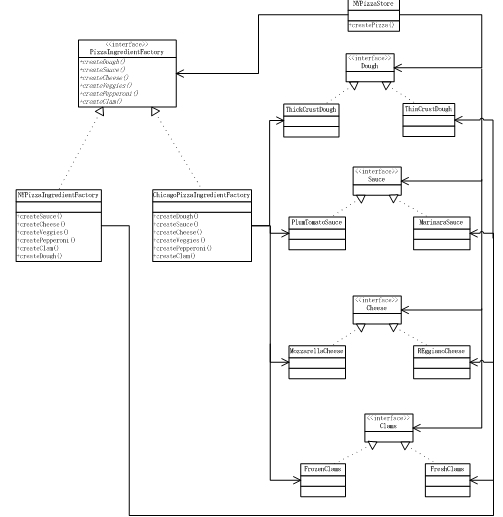 NYPizzaStore
+createPizza()
<<interface>>
PizzaIngredientFactory
+createDough()
+createSauce()
+createCheese()
+createVeggies()
+createPepperoni()
+createClam()
<<interface>>
Dough
ThickCrustDough
ThinCrustDough
<<interface>>
Sauce
NYPizzaIngredientFactory
+createSauce()
+createCheese()
+createVeggies()
+createPepperoni()
+createClam()
+createDough()
ChicagoPizzaIngredientFactory
+createDough()
+createSauce()
+createCheese()
+createVeggies()
+createPepperoni()
+createClam()
PlumTomatoSauce
MarinaraSauce
<<interface>>
Cheese
MozzarellaCheese
REggianoCheese
<<interface>>
Clams
FrozenClams
FreshClams